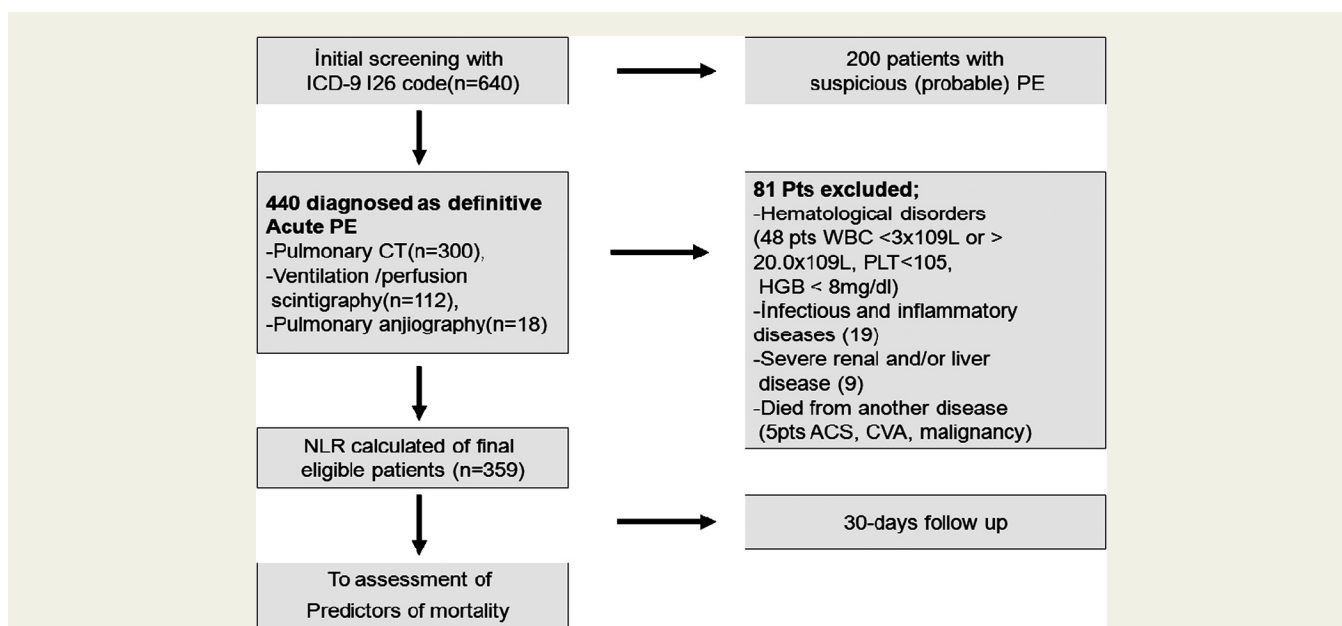 İnitial screening with
ICD-9 I26 code(n=640)
200 patients with
suspicious (probable) PE
440 diagnosed as definitive
Acute PE
-Pulmonary CT(n=300),
-Ventilation /perfusion
scintigraphy(n=112),
-Pulmonary anjiography(n=18)
81 Pts excluded;
-Hematological disorders
(48 pts WBC <3x109L or >
20.0x109L, PLT<105,
HGB < 8mg/dl)
-İnfectious and inflammatory
diseases (19)
-Severe renal and/or liver
disease (9)
-Died from another disease
(5pts ACS, CVA, malignancy)
NLR calculated of final
eligible patients (n=359)
30-days follow up
To assessment of
Predictors of mortality